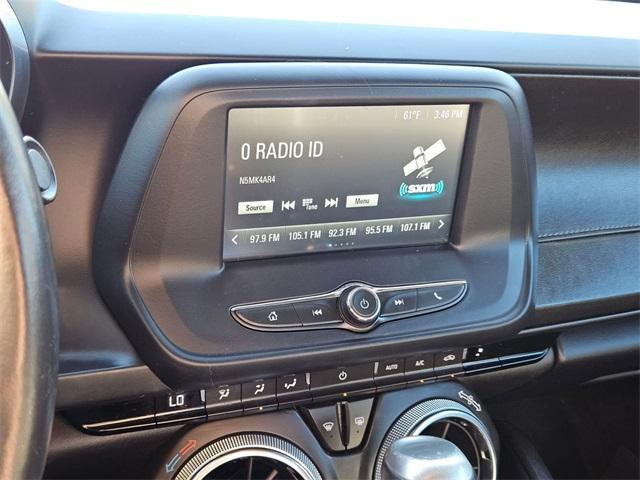 61°F 3:46 PM
0 RADIO ID
N5MK4AR4
sxm
Source Tune Menu
97.9 FM 105.1 FM 92.3 FM 95.5 FM 107.1 FM
LO AUTO A/C